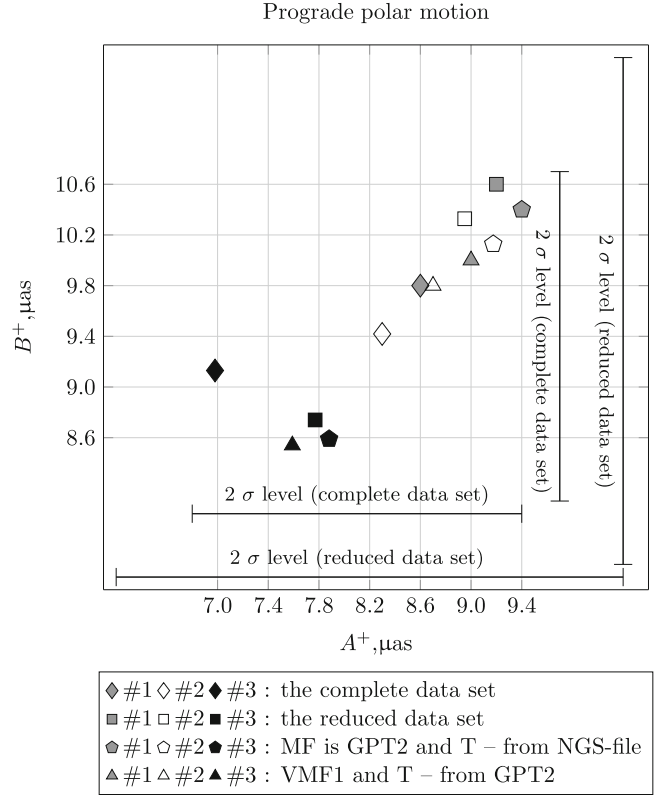 Prograde polar motion
10.6
10.2
9.8
9.4
9.0
8.6
B⁺,μas
2 σ level (complete data set)
2 σ level (reduced data set)
2 σ level (complete data set)
2 σ level (reduced data set)
7.0 7.4 7.8 8.2 8.6 9.0 9.4
A⁺,μas
#1 #2 #3 : the complete data set
#1 #2 #3 : the reduced data set
#1 #2 #3 : MF is GPT2 and T – from NGS-file
#1 #2 #3 : VMF1 and T – from GPT2